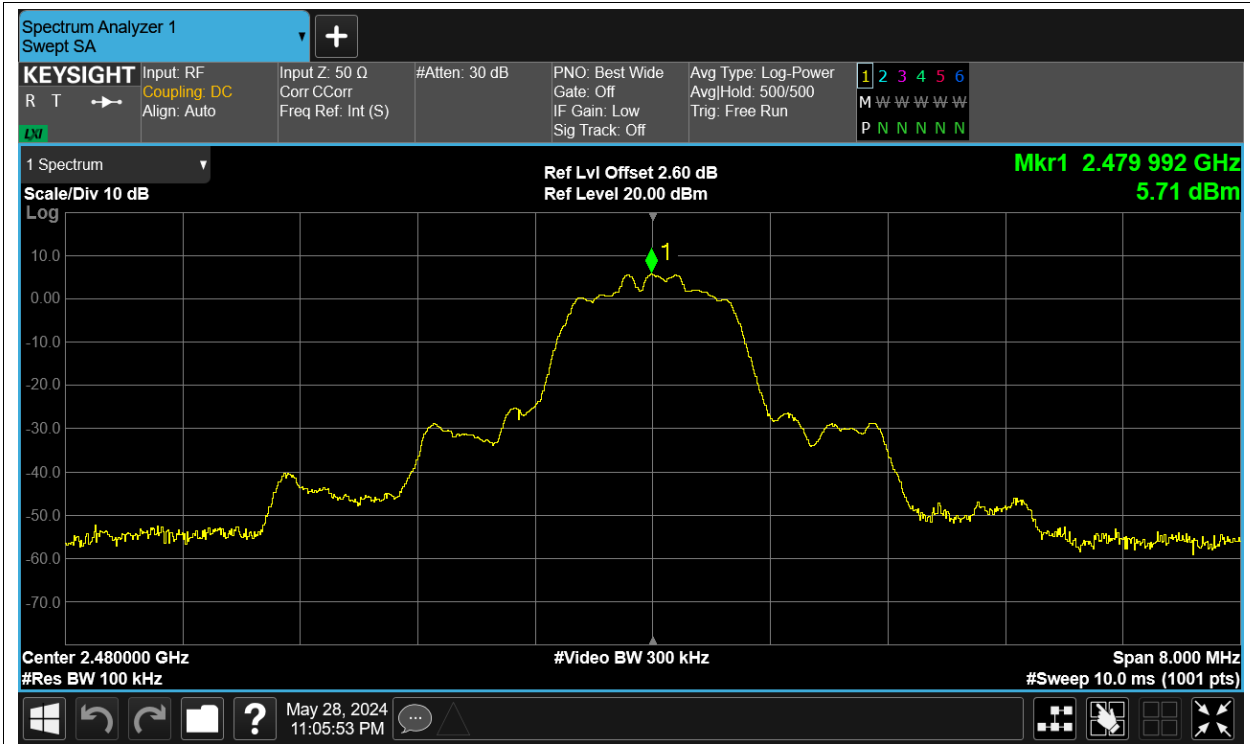 Spectrum Analyzer 1
Swept SA
KEYSIGHT
R T
LXI
Input: RF
Coupling: DC
Align: Auto
Input Z: 50 Ω
Corr CCorr
Freq Ref: Int (S)
#Atten: 30 dB
PNO: Best Wide
Gate: Off
IF Gain: Low
Sig Track: Off
Avg Type: Log-Power
Avg|Hold: 500/500
Trig: Free Run
1 2 3 4 5 6
M W W W W W
P N N N N N
1 Spectrum
Scale/Div 10 dB
Log
Ref Lvl Offset 2.60 dB
Ref Level 20.00 dBm
Mkr1 2.479 992 GHz
5.71 dBm
1
10.0
0.00
-10.0
-20.0
-30.0
-40.0
-50.0
-60.0
-70.0
Center 2.480000 GHz
#Res BW 100 kHz
#Video BW 300 kHz
Span 8.000 MHz
#Sweep 10.0 ms (1001 pts)
?
May 28, 2024
11:05:53 PM